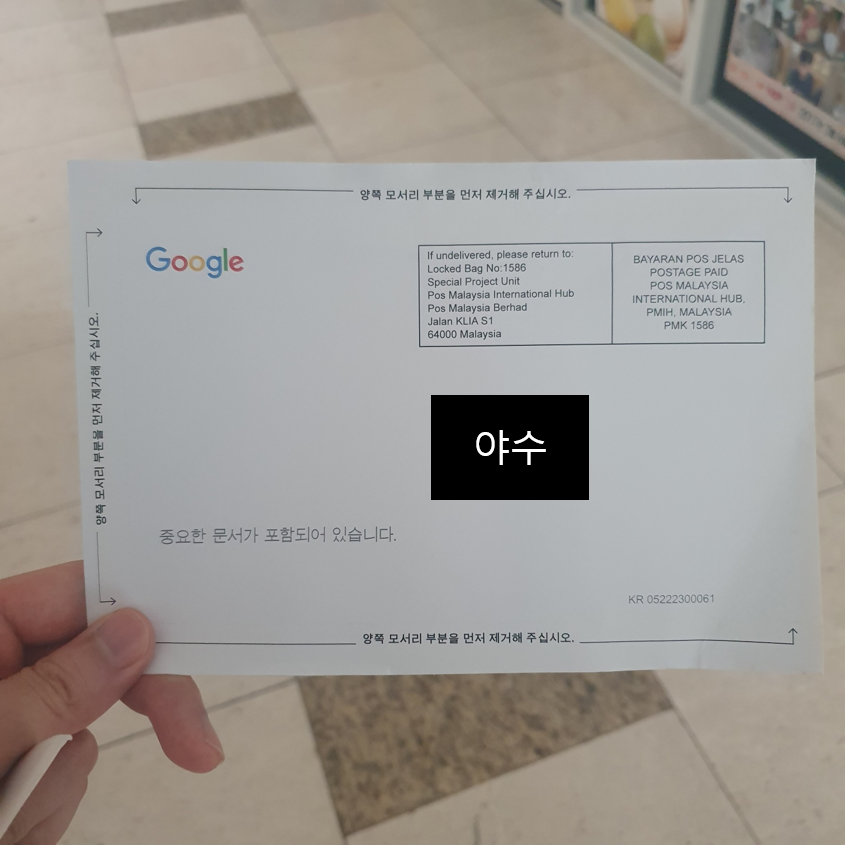 양쪽 모서리 부분을 먼저 제거해 주십시오.
Google
If undelivered, please return to:
Locked Bag No:1586
Special Project Unit
Pos Malaysia International Hub
Pos Malaysia Berhad
Jalan KLIA S1
64000 Malaysia
BAYARAN POS JELAS
POSTAGE PAID
POS MALAYSIA
INTERNATIONAL HUB,
PMIH, MALAYSIA
PMK 1586
양쪽 모서리 부분을 먼저 제거해 주십시오.
야수
중요한 문서가 포함되어 있습니다.
KR 05222300061
양쪽 모서리 부분을 먼저 제거해 주십시오.